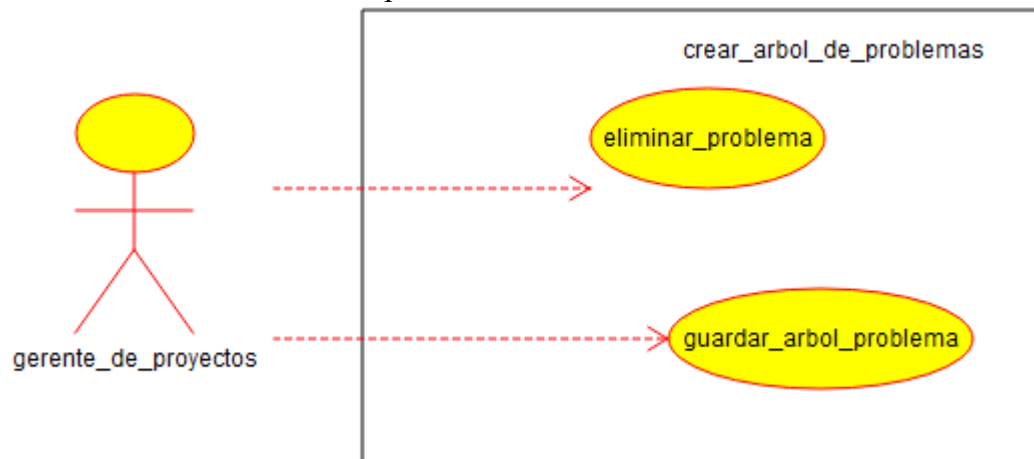 crear_arbol_de_problemas
eliminar_problema
guardar_arbol_problema
gerente_de_proyectos